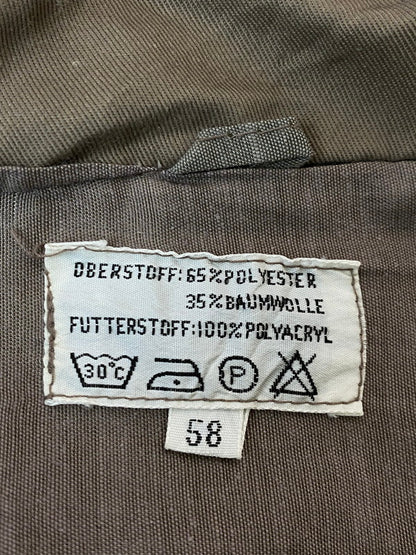 OBERSTOFF:65%POLYESTER
35%BAUMWOLLE
FUTTERSTOFF:100%POLYACRYL
30°C P
58